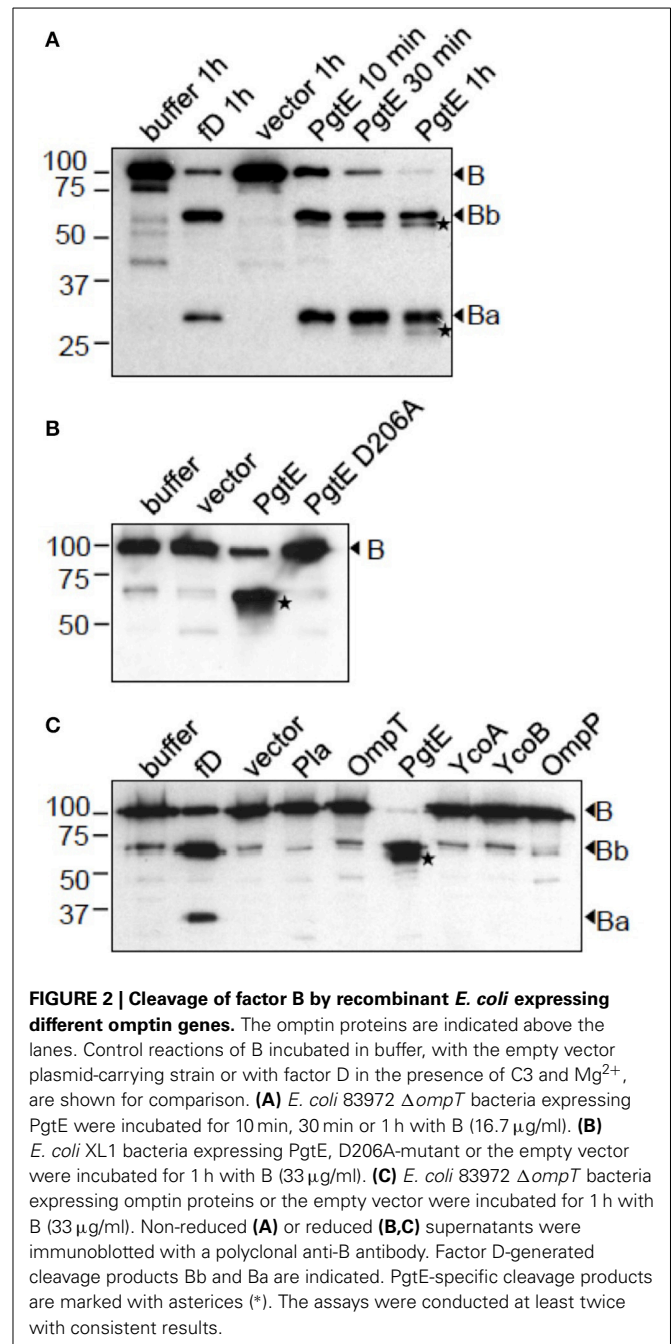 A
buffer 1h fD 1h vector 1h PgtE 10 min PgtE 30 min PgtE 1h
100
75
50
37
25
◄B
◄Bb
★
◄Ba
★
B
buffer vector PgtE PgtE D206A
100
75
50
◄B
★
C
buffer fD vector Pla OmpT PgtE YcoA YcoB OmpP
100
75
50
37
◄B
◄Bb
★
◄Ba
FIGURE 2 | Cleavage of factor B by recombinant E. coli expressing
different omptin genes. The omptin proteins are indicated above the
lanes. Control reactions of B incubated in buffer, with the empty vector
plasmid-carrying strain or with factor D in the presence of C3 and Mg²⁺,
are shown for comparison. (A) E. coli 83972 ΔompT bacteria expressing
PgtE were incubated for 10 min, 30 min or 1 h with B (16.7 μg/ml). (B)
E. coli XL1 bacteria expressing PgtE, D206A-mutant or the empty vector
were incubated for 1 h with B (33 μg/ml). (C) E. coli 83972 ΔompT bacteria
expressing omptin proteins or the empty vector were incubated for 1 h with
B (33 μg/ml). Non-reduced (A) or reduced (B,C) supernatants were
immunoblotted with a polyclonal anti-B antibody. Factor D-generated
cleavage products Bb and Ba are indicated. PgtE-specific cleavage products
are marked with asterices (*). The assays were conducted at least twice
with consistent results.